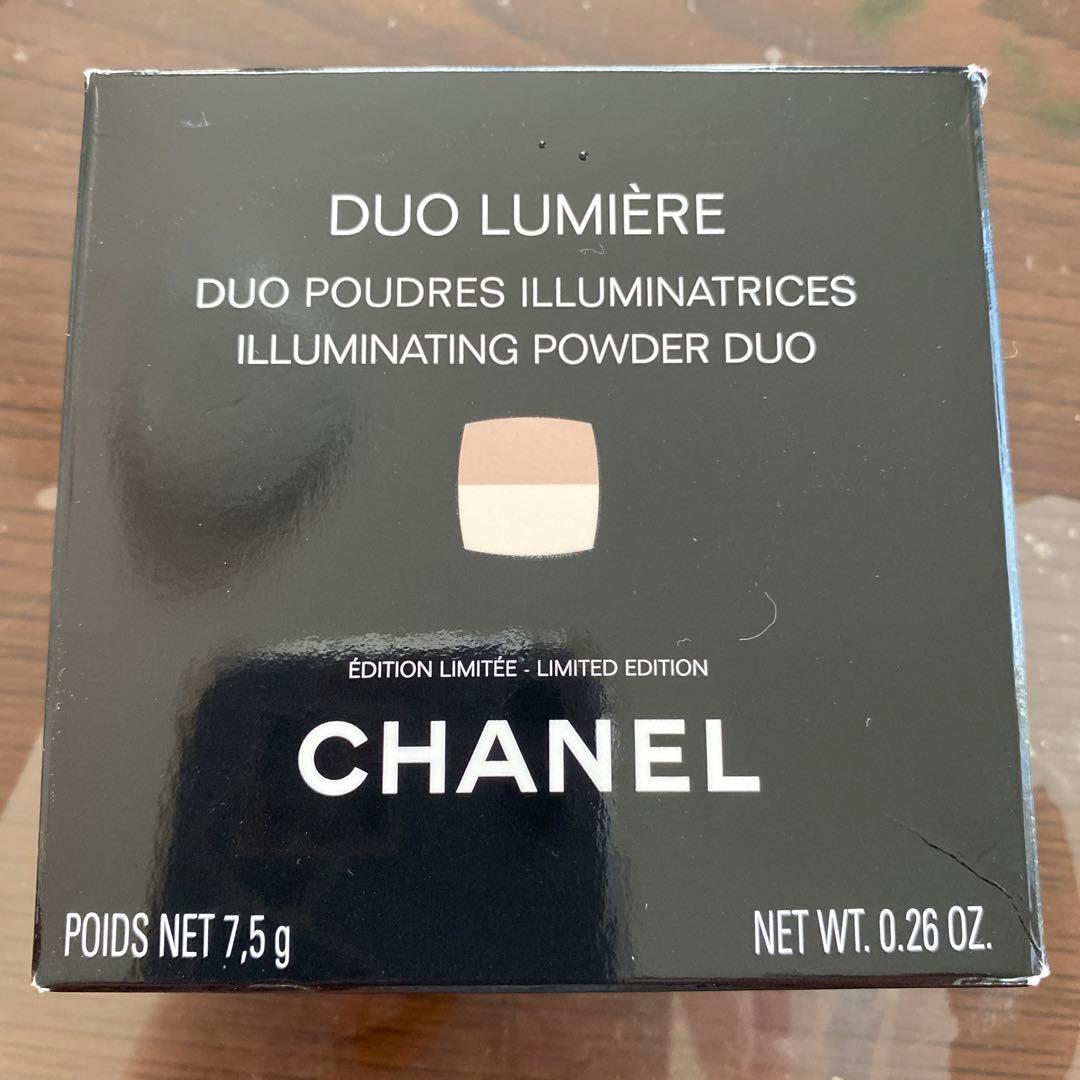 DUO LUMIÈRE
DUO POUDRES ILLUMINATRICES
ILLUMINATING POWDER DUO
ÉDITION LIMITÉE - LIMITED EDITION
CHANEL
POIDS NET 7,5 g
NET WT. 0.26 OZ.